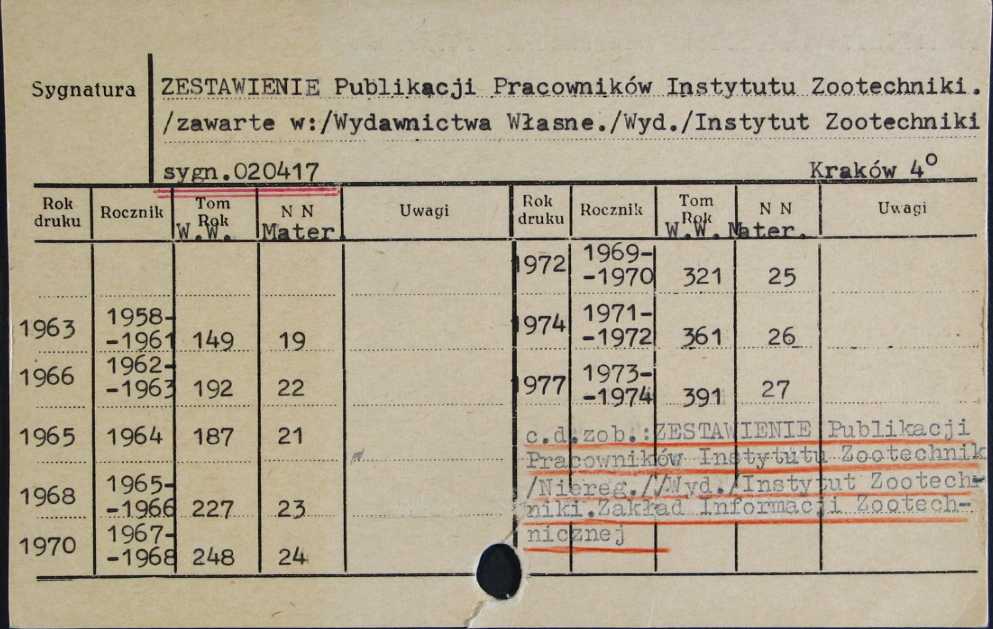 Sygnatura
ZESTAWIENIE Publikacji Pracowników Instytutu Zootechniki.
/zawarte w:/Wydawnictwa Własne./Wyd./Instytut Zootechniki
sygn.020417 Kraków 4°
Rok druku Rocznik Tom Rok N N Uwagi Rok druku Rocznik Tom Rok N N Uwagi
W.W. Mater. W.W. Mater.
1972 1969-
-1970 321 25
1963 1958-
-1961 149 19
1974 1971-
-1972 361 26
1966 1962-
-1963 192 22
1977 1973-
-1974 391 27
1965 1964 187 21
1968 1965-
-1966 227 23
1970 1967-
-1968 248 24
c.d.zob.:ZESTAWIENIE Publikacji
Pracowników Instytutu Zootechnik
/Niereg.//Wyd./Instytut Zootech-
niki.Zakład Informacji Zootech-
nicznej